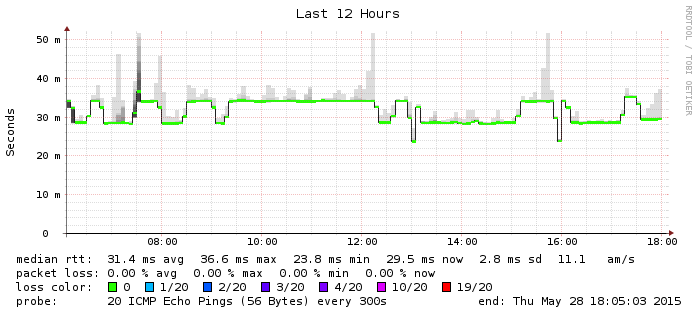 Last 12 Hours
RRDTOOL / TOBI OETIKER
Seconds
50 m
40 m
30 m
20 m
10 m
0
08:00 10:00 12:00 14:00 16:00 18:00
median rtt: 31.4 ms avg 36.6 ms max 23.8 ms min 29.5 ms now 2.8 ms sd 11.1 am/s
packet loss: 0.00 % avg 0.00 % max 0.00 % min 0.00 % now
loss color: 0 1/20 2/20 3/20 4/20 10/20 19/20
probe: 20 ICMP Echo Pings (56 Bytes) every 300s end: Thu May 28 18:05:03 2015